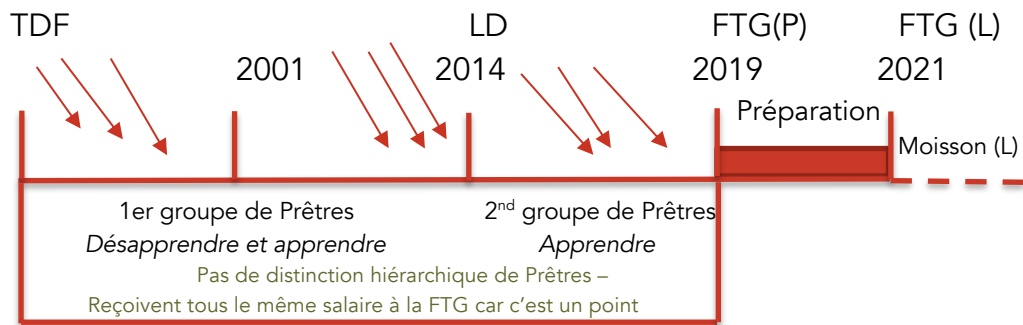 TDF LD FTG(P) FTG (L)
2001 2014 2019 2021
Préparation
Moisson (L)
1er groupe de Prêtres 2nd groupe de Prêtres
Désapprendre et apprendre Apprendre
Pas de distinction hiérarchique de Prêtres –
Reçoivent tous le même salaire à la FTG car c’est un point